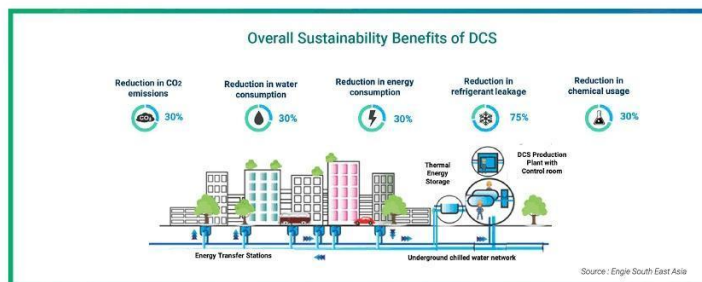 Overall Sustainability Benefits of DCS
Reduction in CO2
emissions
CO2
30%
Reduction in water
consumption
30%
Reduction in energy
consumption
30%
Reduction in
refrigerant leakage
75%
Reduction in
chemical usage
30%
Thermal
Energy
Storage
DCS Production
Plant with
Control room
Energy Transfer Stations
Underground chilled water network
Source : Engie South East Asia